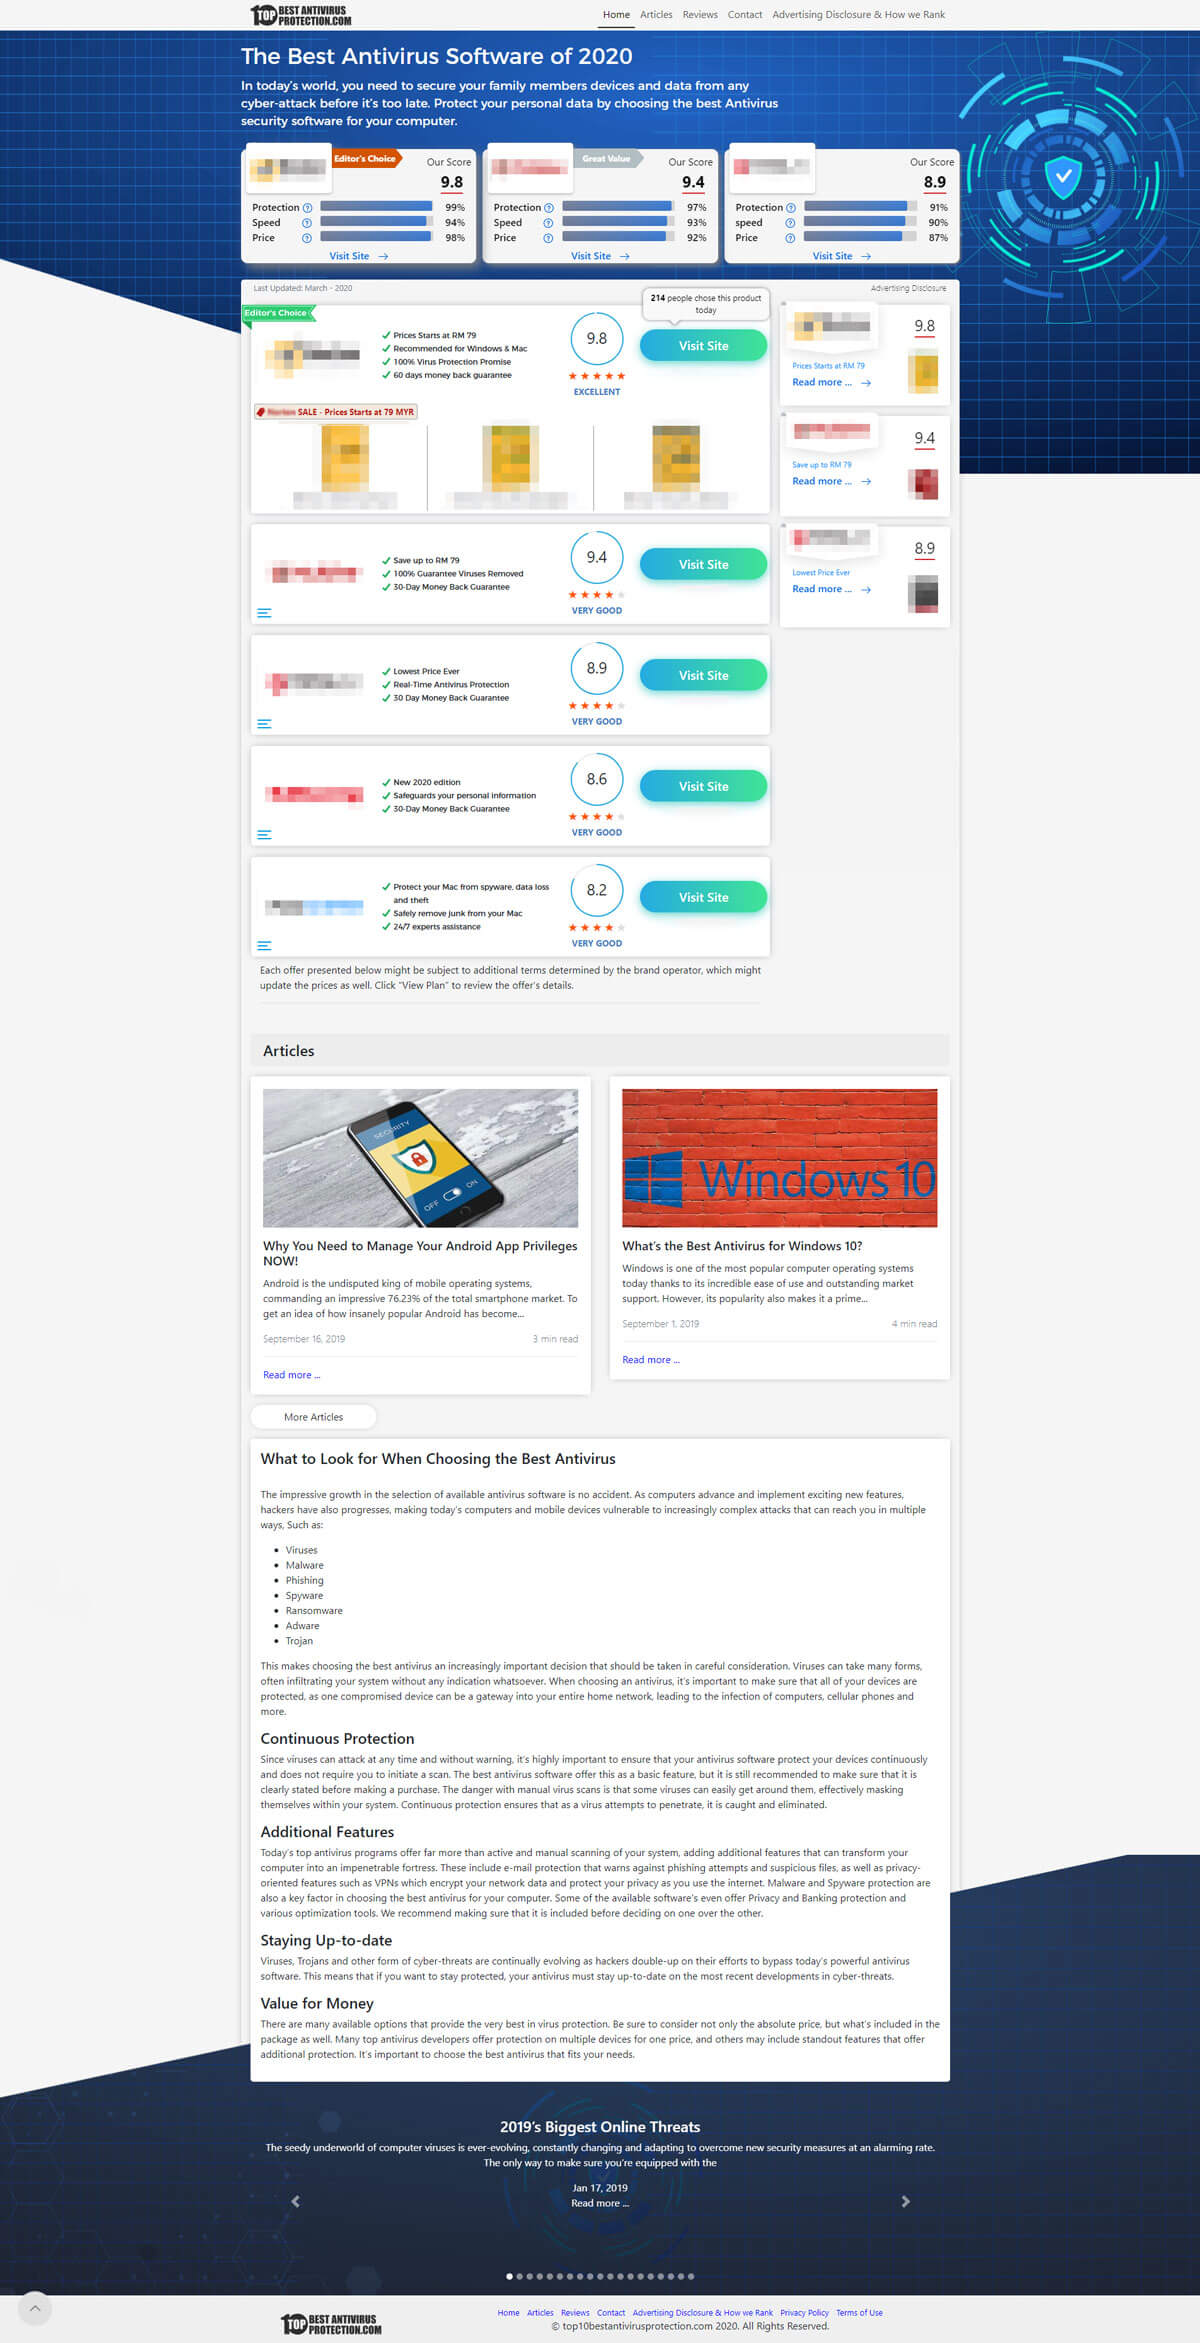 TOP BEST ANTIVIRUS
PROTECTION.COM
Home Articles Reviews Contact Advertising Disclosure & How we Rank
The Best Antivirus Software of 2020
In today's world, you need to secure your family members devices and data from any
cyber-attack before it's too late. Protect your personal data by choosing the best Antivirus
security software for your computer.
Editor's Choice
Our Score
9.8
Protection 99%
Speed 94%
Price 98%
Visit Site
Great Value
Our Score
9.4
Protection 97%
Speed 93%
Price 92%
Visit Site
Our Score
8.9
Protection 91%
speed 90%
Price 87%
Visit Site
Last Updated: March - 2020
Advertising Disclosure
214 people chose this product
today
Editor's Choice
Prices Starts at RM 79
Recommended for Windows & Mac
100% Virus Protection Promise
60 days money back guarantee
9.8
EXCELLENT
Visit Site
SALE - Prices Starts at 79 MYR
Save up to RM 79
100% Guarantee Viruses Removed
30-Day Money Back Guarantee
9.4
VERY GOOD
Visit Site
Lowest Price Ever
Real-Time Antivirus Protection
30 Day Money Back Guarantee
8.9
VERY GOOD
Visit Site
New 2020 edition
Safeguards your personal information
30-Day Money Back Guarantee
8.6
VERY GOOD
Visit Site
Protect your Mac from spyware, data loss
and theft
Safely remove junk from your Mac
24/7 experts assistance
8.2
VERY GOOD
Visit Site
9.8
Prices Starts at RM 79
Read more ...
9.4
Save up to RM 79
Read more ...
8.9
Lowest Price Ever
Read more ...
Each offer presented below might be subject to additional terms determined by the brand operator, which might
update the prices as well. Click “View Plan” to review the offer's details.
Articles
SECURITY
OFF ON
Why You Need to Manage Your Android App Privileges
NOW!
Android is the undisputed king of mobile operating systems,
commanding an impressive 76.23% of the total smartphone market. To
get an idea of how insanely popular Android has become...
September 16, 2019 3 min read
Read more ...
Windows 10
What's the Best Antivirus for Windows 10?
Windows is one of the most popular computer operating systems
today thanks to its incredible ease of use and outstanding market
support. However, its popularity also makes it a prime...
September 1, 2019 4 min read
Read more ...
More Articles
What to Look for When Choosing the Best Antivirus
The impressive growth in the selection of available antivirus software is no accident. As computers advance and implement exciting new features,
hackers have also progresses, making today's computers and mobile devices vulnerable to increasingly complex attacks that can reach you in multiple
ways, Such as:
Viruses
Malware
Phishing
Spyware
Ransomware
Adware
Trojan
This makes choosing the best antivirus an increasingly important decision that should be taken in careful consideration. Viruses can take many forms,
often infiltrating your system without any indication whatsoever. When choosing an antivirus, it's important to make sure that all of your devices are
protected, as one compromised device can be a gateway into your entire home network, leading to the infection of computers, cellular phones and
more.
Continuous Protection
Since viruses can attack at any time and without warning, it's highly important to ensure that your antivirus software protect your devices continuously
and does not require you to initiate a scan. The best antivirus software offer this as a basic feature, but it is still recommended to make sure that it is
clearly stated before making a purchase. The danger with manual virus scans is that some viruses can easily get around them, effectively masking
themselves within your system. Continuous protection ensures that as a virus attempts to penetrate, it is caught and eliminated.
Additional Features
Today's top antivirus programs offer far more than active and manual scanning of your system, adding additional features that can transform your
computer into an impenetrable fortress. These include e-mail protection that warns against phishing attempts and suspicious files, as well as privacy-
oriented features such as VPNs which encrypt your network data and protect your privacy as you use the internet. Malware and Spyware protection are
also a key factor in choosing the best antivirus for your computer. Some of the available software's even offer Privacy and Banking protection and
various optimization tools. We recommend making sure that it is included before deciding on one over the other.
Staying Up-to-date
Viruses, Trojans and other form of cyber-threats are continually evolving as hackers double-up on their efforts to bypass today's powerful antivirus
software. This means that if you want to stay protected, your antivirus must stay up-to-date on the most recent developments in cyber-threats.
Value for Money
There are many available options that provide the very best in virus protection. Be sure to consider not only the absolute price, but what's included in the
package as well. Many top antivirus developers offer protection on multiple devices for one price, and others may include standout features that offer
additional protection. It's important to choose the best antivirus that fits your needs.
2019's Biggest Online Threats
The seedy underworld of computer viruses is ever-evolving, constantly changing and adapting to overcome new security measures at an alarming rate.
The only way to make sure you're equipped with the
Jan 17, 2019
Read more ...
TOP BEST ANTIVIRUS
PROTECTION.COM
Home Articles Reviews Contact Advertising Disclosure & How we Rank Privacy Policy Terms of Use
© top10bestantivirusprotection.com 2020. All Rights Reserved.